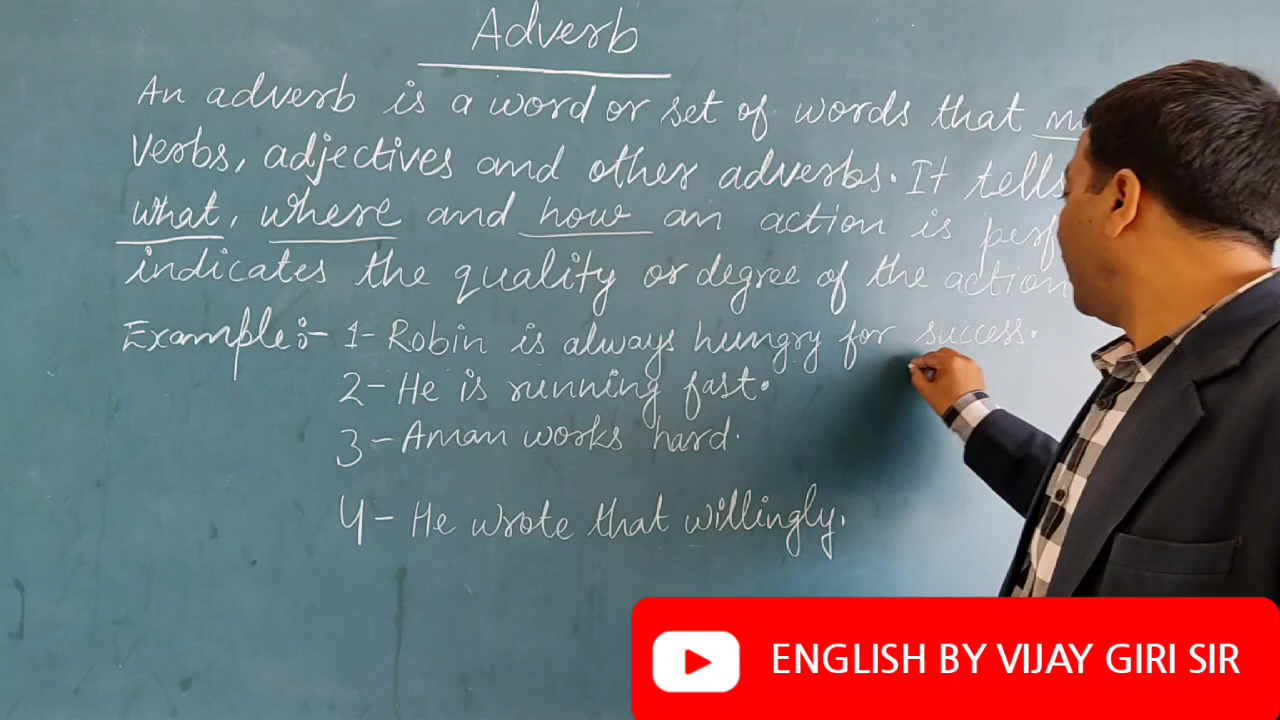 Adverb
An adverb is a word or set of words that
verbs, adjectives and other adverbs. It tells
what, where and how an action is
indicates the quality or degree of the action
Example:- 1- Robin is always hungry for success.
2- He is running fast.
3- Aman works hard.
4- He wrote that willingly.
ENGLISH BY VIJAY GIRI SIR